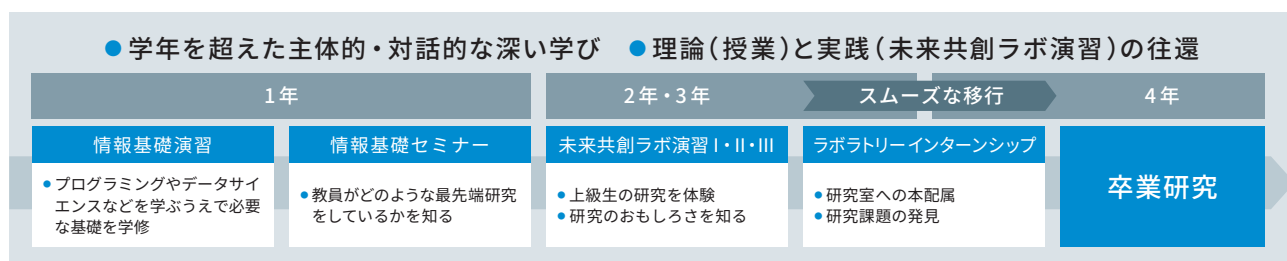 ●学年を超えた主体的・対話的な深い学び ●理論(授業)と実践(未来共創ラボ演習)の往還
1年
2年・3年
スムーズな移行
4年
情報基礎演習
●プログラミングやデータサイ
エンスなどを学ぶうえで必要
な基礎を学修
情報基礎セミナー
●教員がどのような最先端研究
をしているかを知る
未来共創ラボ演習Ⅰ・Ⅱ・Ⅲ
●上級生の研究を体験
●研究のおもしろさを知る
ラボラトリーインターンシップ
●研究室への本配属
●研究課題の発見
卒業研究